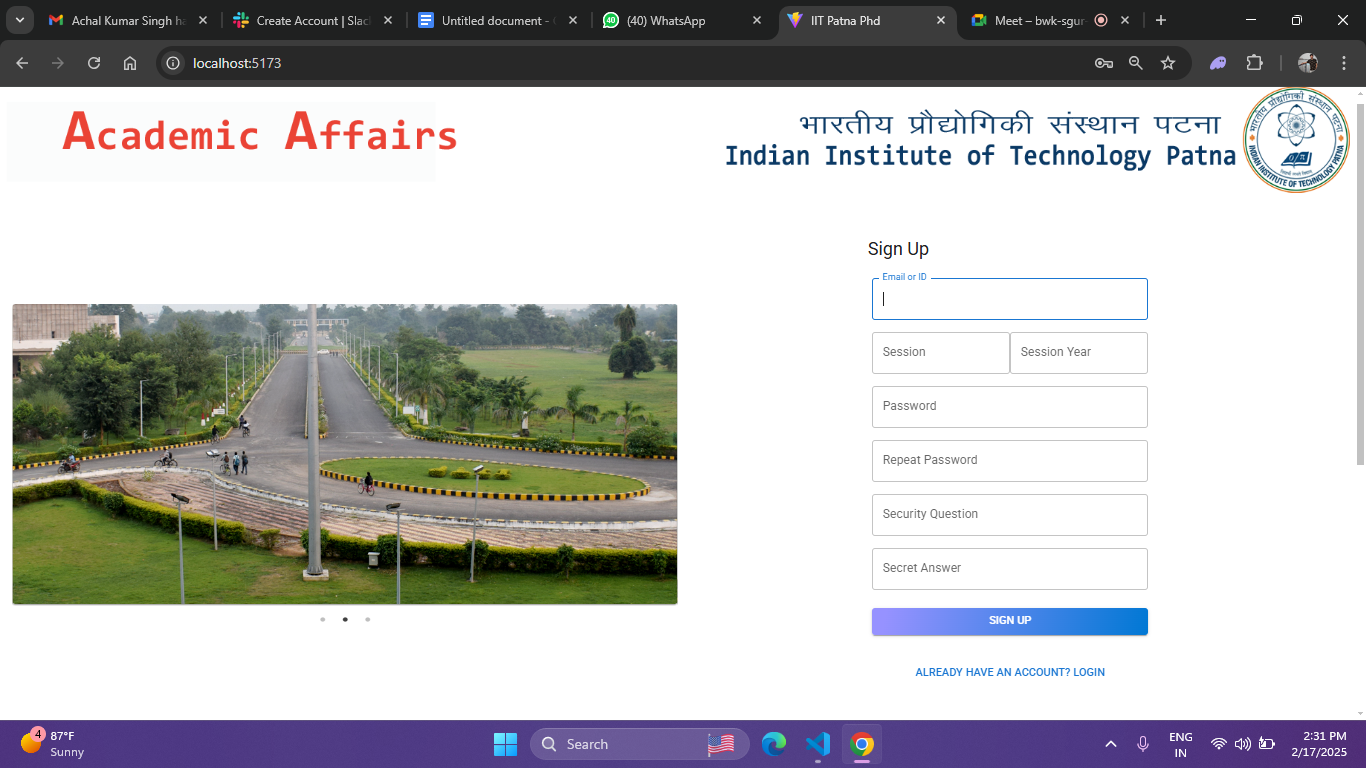 Achal Kumar Singh ha
Create Account | Slac
Untitled document -
(40) WhatsApp
IIT Patna Phd
Meet – bwk-sgur-
localhost:5173
Academic Affairs
भारतीय प्रौद्योगिकी संस्थान पटना
Indian Institute of Technology Patna
भारतीय प्रौद्योगिकी संस्थान पटना
INDIAN INSTITUTE OF TECHNOLOGY PATNA
Sign Up
Email or ID
Session
Session Year
Password
Repeat Password
Security Question
Secret Answer
SIGN UP
ALREADY HAVE AN ACCOUNT? LOGIN
4
87°F
Sunny
Search
ENG
IN
2:31 PM
2/17/2025